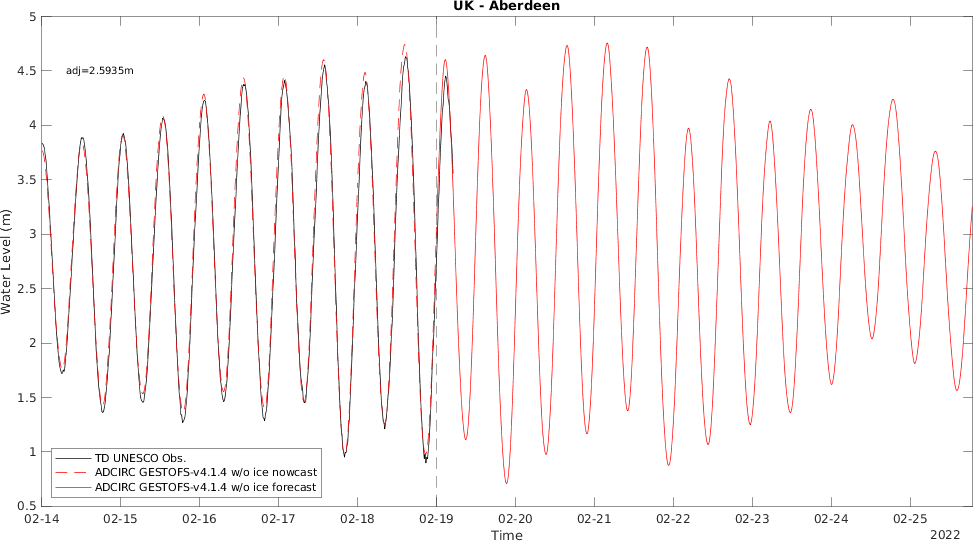 UK - Aberdeen
adj=2.5935m
5
4.5
4
3.5
3
2.5
2
1.5
1
0.5
Water Level (m)
TD UNESCO Obs.
ADCIRC GESTOFS-v4.1.4 w/o ice nowcast
ADCIRC GESTOFS-v4.1.4 w/o ice forecast
02-14 02-15 02-16 02-17 02-18 02-19 02-20 02-21 02-22 02-23 02-24 02-25
Time
2022